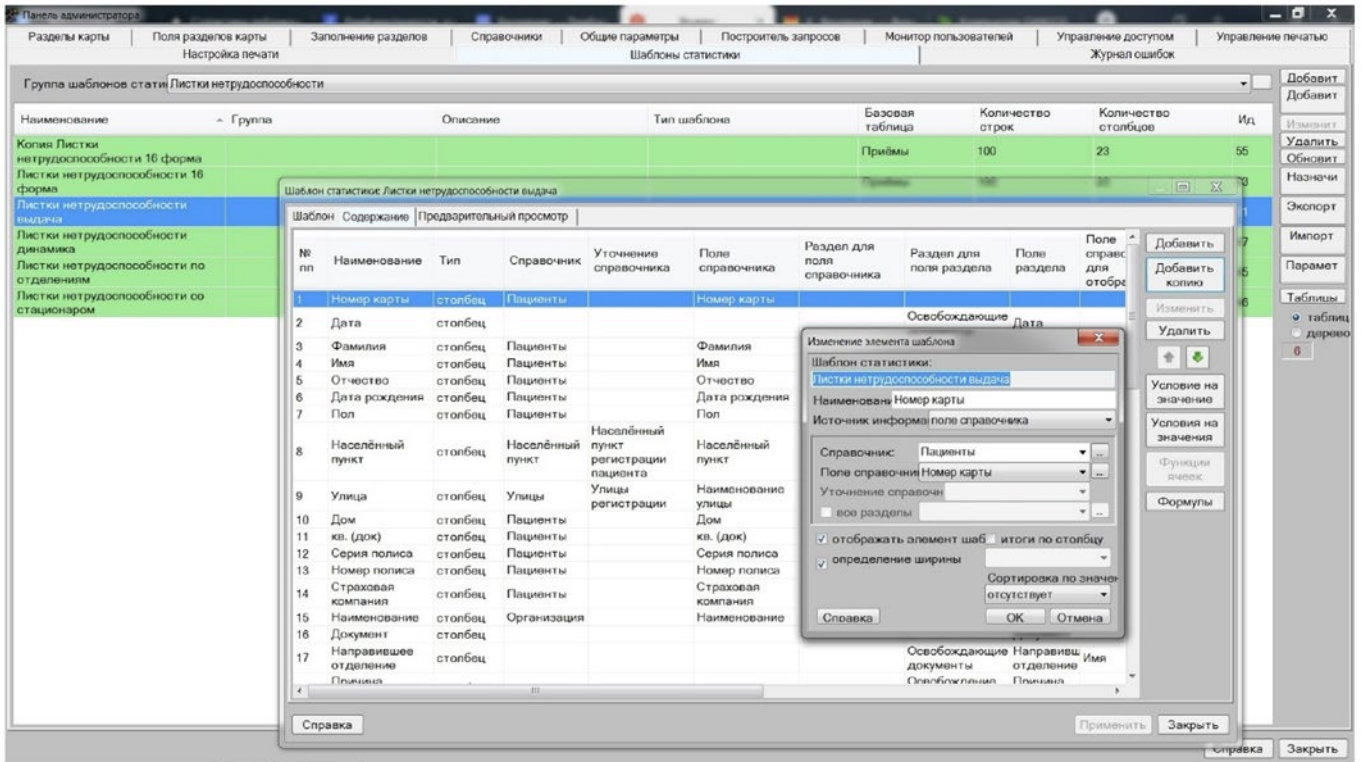 Панель администратора
Разделы карты
Поля разделов карты
Заполнение разделов
Справочники
Общие параметры
Построитель запросов
Монитор пользователей
Управление доступом
Управление печатью
Настройка печати
Шаблоны статистики
Журнал ошибок
Группа шаблонов стати Листки нетрудоспособности
Добавит
Добавит
Изменит
Удалить
Обновит
Назначи
Экспорт
Импорт
Парамет
Таблицы
таблиц
дерево
6
Наименование Группа Описание Тип шаблона Базовая таблица Количество строк Количество столбцов Ид
Копия Листки
нетрудоспособности 16 форма Приёмы 100 23 55
Листки нетрудоспособности 16
форма
Листки нетрудоспособности
выдача
Листки нетрудоспособности
динамика
Листки нетрудоспособности по
отделениям
Листки нетрудоспособности со
стационаром
Шаблон статистики: Листки нетрудоспособности выдача
Шаблон Содержание Предварительный просмотр
№ пп Наименование Тип Справочник Уточнение справочника Поле справочника Раздел для поля справочника Раздел для поля раздела Поле раздела Поле справс для отобра
1 Номер карты столбец Пациенты Номер карты
2 Дата столбец Освобождающие Дата
3 Фамилия столбец Пациенты Фамилия
4 Имя столбец Пациенты Имя
5 Отчество столбец Пациенты Отчество
6 Дата рождения столбец Пациенты Дата рождения
7 Пол столбец Пациенты Пол
8 Населённый пункт столбец Населённый пункт Населённый пункт регистрации пациента Населённый пункт
9 Улица столбец Улицы Улицы регистрации Наименование улицы
10 Дом столбец Пациенты Дом
11 кв. (док) столбец Пациенты кв. (док)
12 Серия полиса столбец Пациенты Серия полиса
13 Номер полиса столбец Пациенты Номер полиса
14 Страховая компания столбец Пациенты Страховая компания
15 Наименование столбец Организация Наименование
16 Документ столбец
17 Направившее отделение столбец Освобождающие документы Направивш отделение Имя
Причина Освобождение Причина
Добавить
Добавить
копию
Изменить
Удалить
Условие на
значение
Условия на
значения
Функции
ячеек
Формулы
Изменение элемента шаблона
Шаблон статистики:
Листки нетрудоспособности выдача
Наименовани Номер карты
Источник информа поле справочника
Справочник: Пациенты
Поле справочни Номер карты
Уточнение справочн
все разделы
отображать элемент шаб итоги по столбцу
определение ширины
Сортировка по значен
отсутствует
Справка OK Отмена
Справка Применить Закрыть
Справка Закрыть